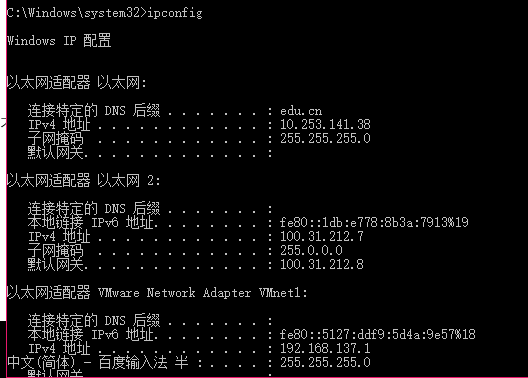 C:\Windows\system32>ipconfig
Windows IP 配置
以太网适配器 以太网:
连接特定的 DNS 后缀 . . . . . . . : edu.cn
IPv4 地址 . . . . . . . . . . . . : 10.253.141.38
子网掩码 . . . . . . . . . . . . : 255.255.255.0
默认网关. . . . . . . . . . . . . :
以太网适配器 以太网 2:
连接特定的 DNS 后缀 . . . . . . . :
本地链接 IPv6 地址. . . . . . . . : fe80::1db:e778:8b3a:7913%19
IPv4 地址 . . . . . . . . . . . . : 100.31.212.7
子网掩码 . . . . . . . . . . . . : 255.0.0.0
默认网关. . . . . . . . . . . . . : 100.31.212.8
以太网适配器 VMware Network Adapter VMnet1:
连接特定的 DNS 后缀 . . . . . . . :
本地链接 IPv6 地址. . . . . . . . : fe80::5127:ddf9:5d4a:9e57%18
IPv4 地址 . . . . . . . . . . . . : 192.168.137.1
中文(简体) - 百度输入法 半 : . . . . . : 255.255.255.0